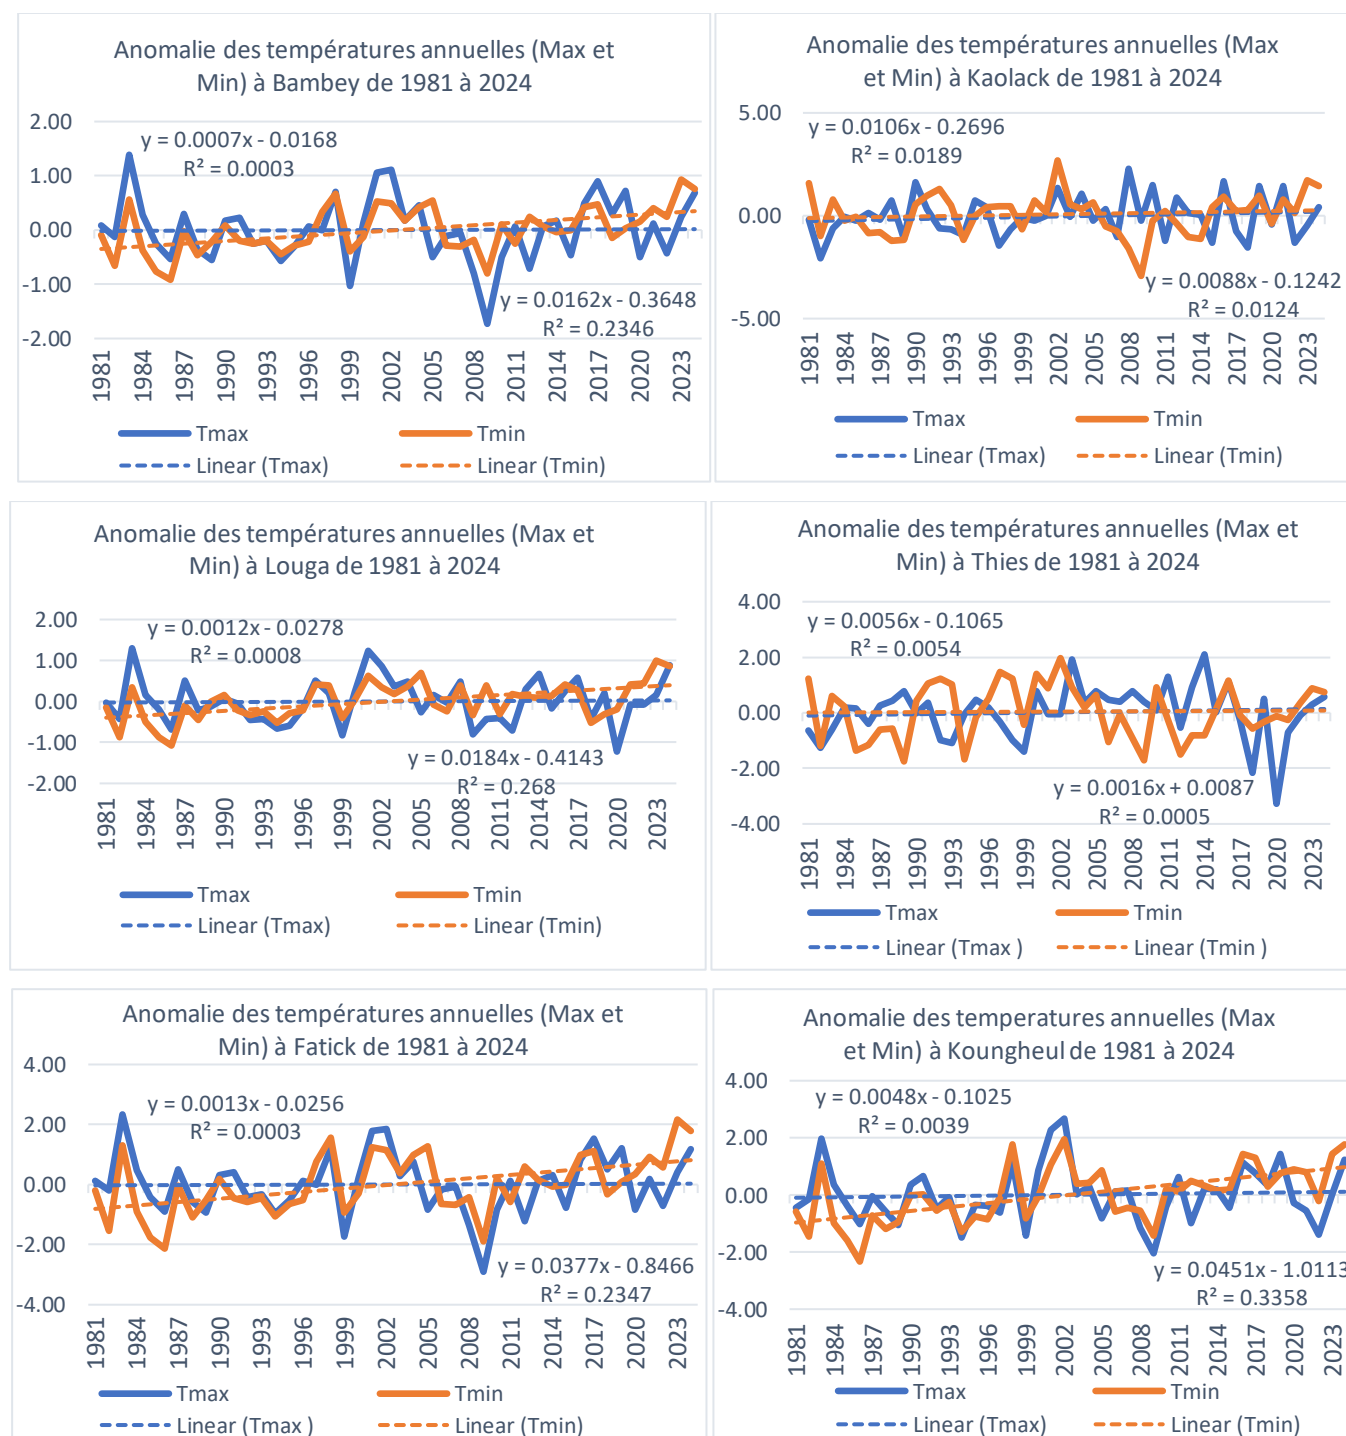 Anomalie des températures annuelles (Max et
Min) à Bambey de 1981 à 2024
2.00
1.00
0.00
-1.00
-2.00
y = 0.0007x - 0.0168
R² = 0.0003
y = 0.0162x - 0.3648
R² = 0.2346
1981 1984 1987 1990 1993 1996 1999 2002 2005 2008 2011 2014 2017 2020 2023
Tmax Tmin
Linear (Tmax) Linear (Tmin)
Anomalie des températures annuelles (Max
et Min) à Kaolack de 1981 à 2024
5.00
0.00
-5.00
y = 0.0106x - 0.2696
R² = 0.0189
y = 0.0088x - 0.1242
R² = 0.0124
1981 1984 1987 1990 1993 1996 1999 2002 2005 2008 2011 2014 2017 2020 2023
Tmax Tmin
Linear (Tmax) Linear (Tmin)
Anomalie des températures annuelles (Max et
Min) à Louga de 1981 à 2024
2.00
1.00
0.00
-1.00
-2.00
y = 0.0012x - 0.0278
R² = 0.0008
y = 0.0184x - 0.4143
R² = 0.268
1981 1984 1987 1990 1993 1996 1999 2002 2005 2008 2011 2014 2017 2020 2023
Tmax Tmin
Linear (Tmax) Linear (Tmin)
Anomalie des températures annuelles (Max et
Min) à Thies de 1981 à 2024
4.00
2.00
0.00
-2.00
-4.00
y = 0.0056x - 0.1065
R² = 0.0054
y = 0.0016x + 0.0087
R² = 0.0005
1981 1984 1987 1990 1993 1996 1999 2002 2005 2008 2011 2014 2017 2020 2023
Tmax Tmin
Linear (Tmax ) Linear (Tmin )
Anomalie des températures annuelles (Max et
Min) à Fatick de 1981 à 2024
4.00
2.00
0.00
-2.00
-4.00
y = 0.0013x - 0.0256
R² = 0.0003
y = 0.0377x - 0.8466
R² = 0.2347
1981 1984 1987 1990 1993 1996 1999 2002 2005 2008 2011 2014 2017 2020 2023
Tmax Tmin
Linear (Tmax ) Linear (Tmin)
Anomalie des temperatures annuelles (Max
et Min) à Koungheul de 1981 à 2024
4.00
2.00
0.00
-2.00
-4.00
y = 0.0048x - 0.1025
R² = 0.0039
y = 0.0451x - 1.0113
R² = 0.3358
1981 1984 1987 1990 1993 1996 1999 2002 2005 2008 2011 2014 2017 2020 2023
Tmax Tmin
Linear (Tmax) Linear (Tmin)